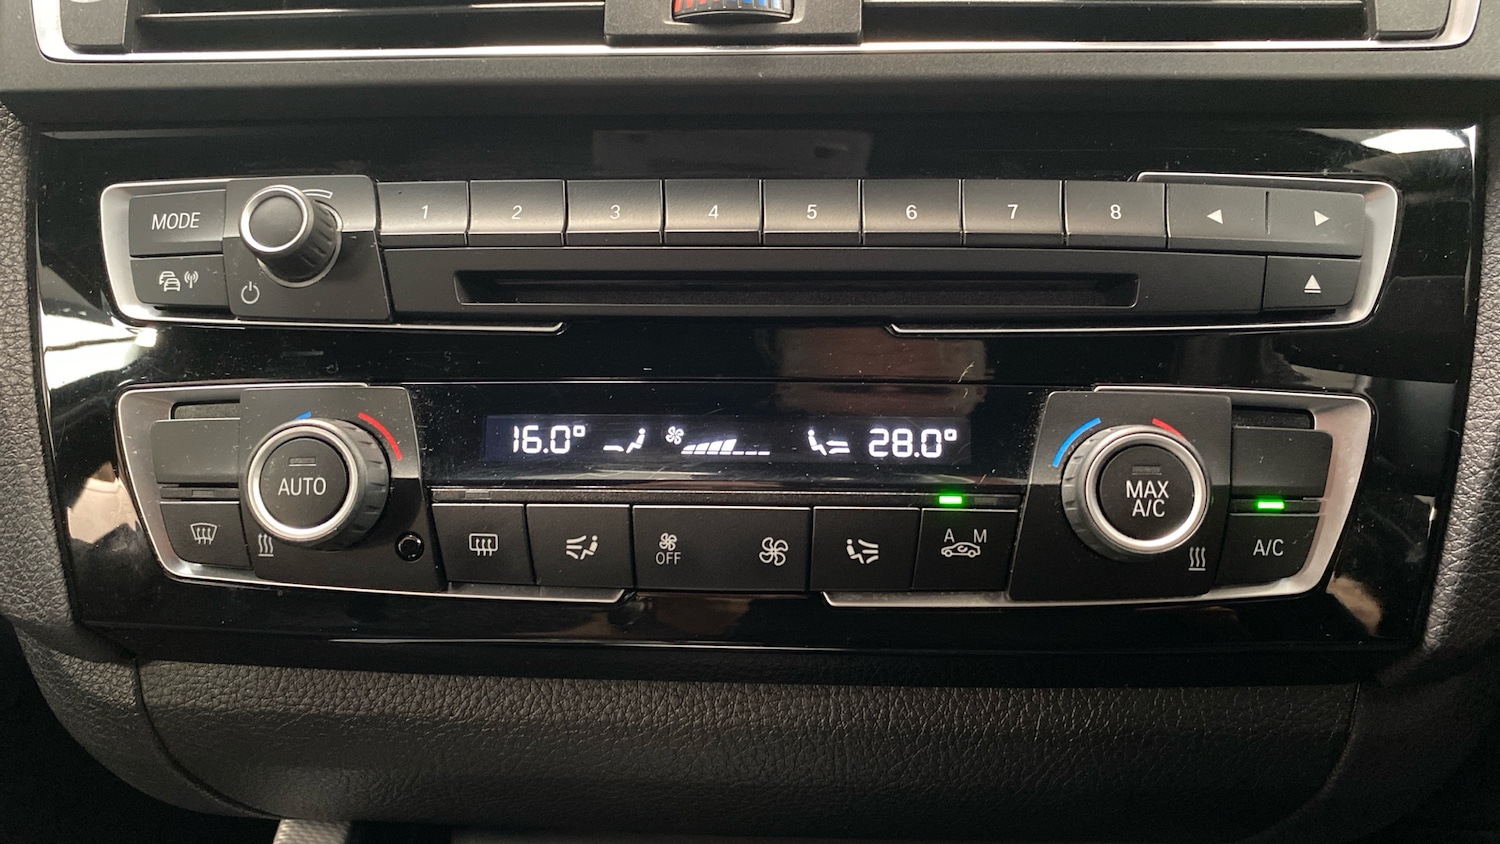 MODE 1 2 3 4 5 6 7 8
16.0° 28.0°
AUTO
MAX
A/C
OFF
A M
A/C